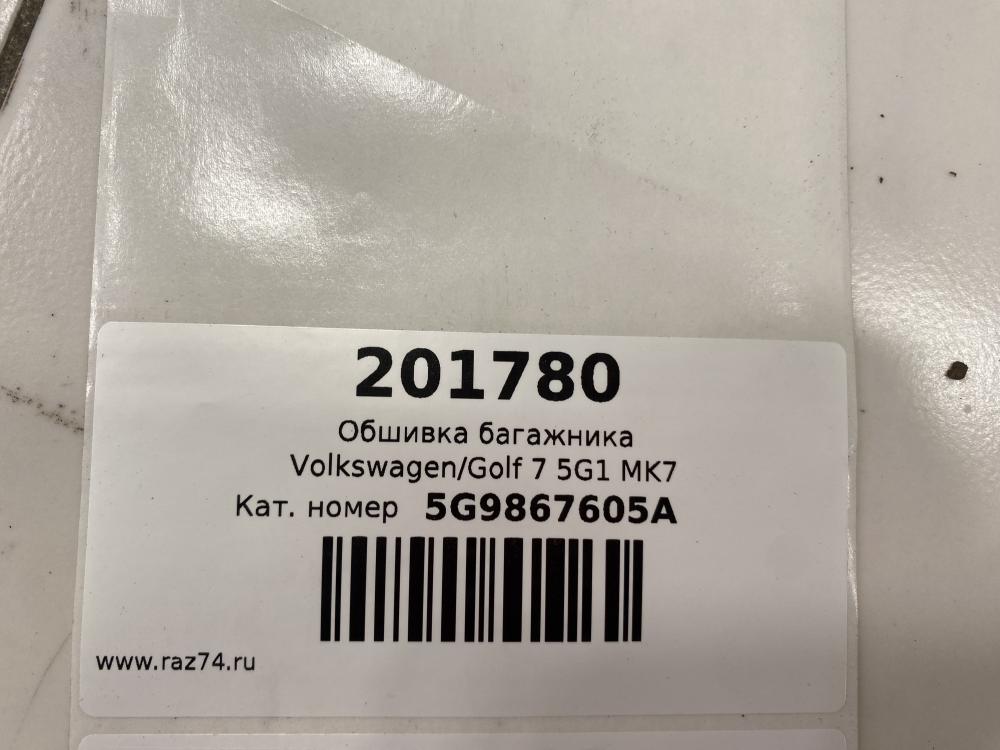 201780
Обшивка багажника
Volkswagen/Golf 7 5G1 MK7
Кат. номер 5G9867605A
www.raz74.ru